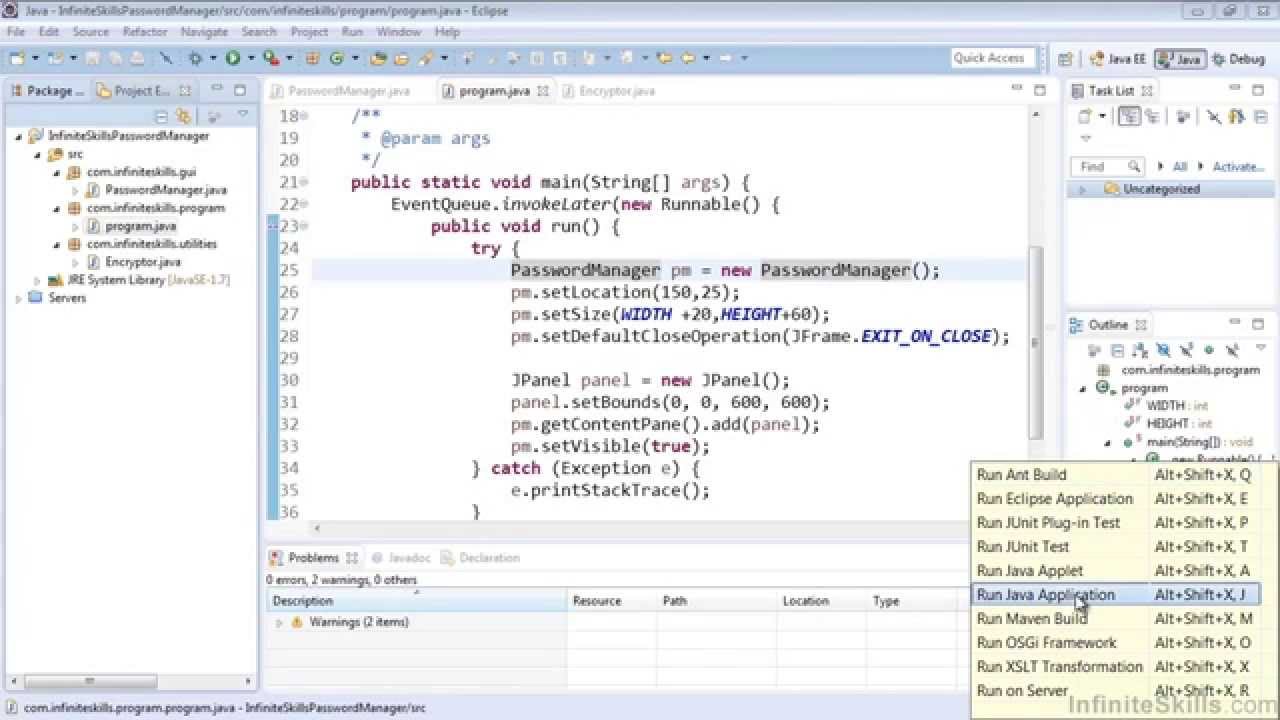 Java - InfiniteSkillsPasswordManager/src/com/infiniteskills/program/program.java - Eclipse
File Edit Source Refactor Navigate Search Project Run Window Help
Quick Access Java EE Java Debug
Package ... Project E...
InfiniteSkillsPasswordManager
src
com.infiniteskills.gui
PasswordManager.java
com.infiniteskills.program
program.java
com.infiniteskills.utilities
Encryptor.java
JRE System Library [JavaSE-1.7]
Servers
PasswordManager.java program.java Encryptor.java
18 /**
19 * @param args
20 */
21 public static void main(String[] args) {
22 EventQueue.invokeLater(new Runnable() {
23 public void run() {
24 try {
25 PasswordManager pm = new PasswordManager();
26 pm.setLocation(150,25);
27 pm.setSize(WIDTH +20,HEIGHT+60);
28 pm.setDefaultCloseOperation(JFrame.EXIT_ON_CLOSE);
29
30 JPanel panel = new JPanel();
31 panel.setBounds(0, 0, 600, 600);
32 pm.getContentPane().add(panel);
33 pm.setVisible(true);
34 } catch (Exception e) {
35 e.printStackTrace();
36 }
Task List
Find All Activate...
Uncategorized
Outline
com.infiniteskills.program
program
WIDTH : int
HEIGHT : int
main(String[]) : void
new Runnable() {
Problems Javadoc Declaration
0 errors, 2 warnings, 0 others
Description Resource Path Location Type
Warnings (2 items)
Run Ant Build Alt+Shift+X, Q
Run Eclipse Application Alt+Shift+X, E
Run JUnit Plug-in Test Alt+Shift+X, P
Run JUnit Test Alt+Shift+X, T
Run Java Applet Alt+Shift+X, A
Run Java Application Alt+Shift+X, J
Run Maven Build Alt+Shift+X, M
Run OSGi Framework Alt+Shift+X, O
Run XSLT Transformation Alt+Shift+X, X
Run on Server Alt+Shift+X, R
com.infiniteskills.program.program.java - InfiniteSkillsPasswordManager/src
InfiniteSkills.com